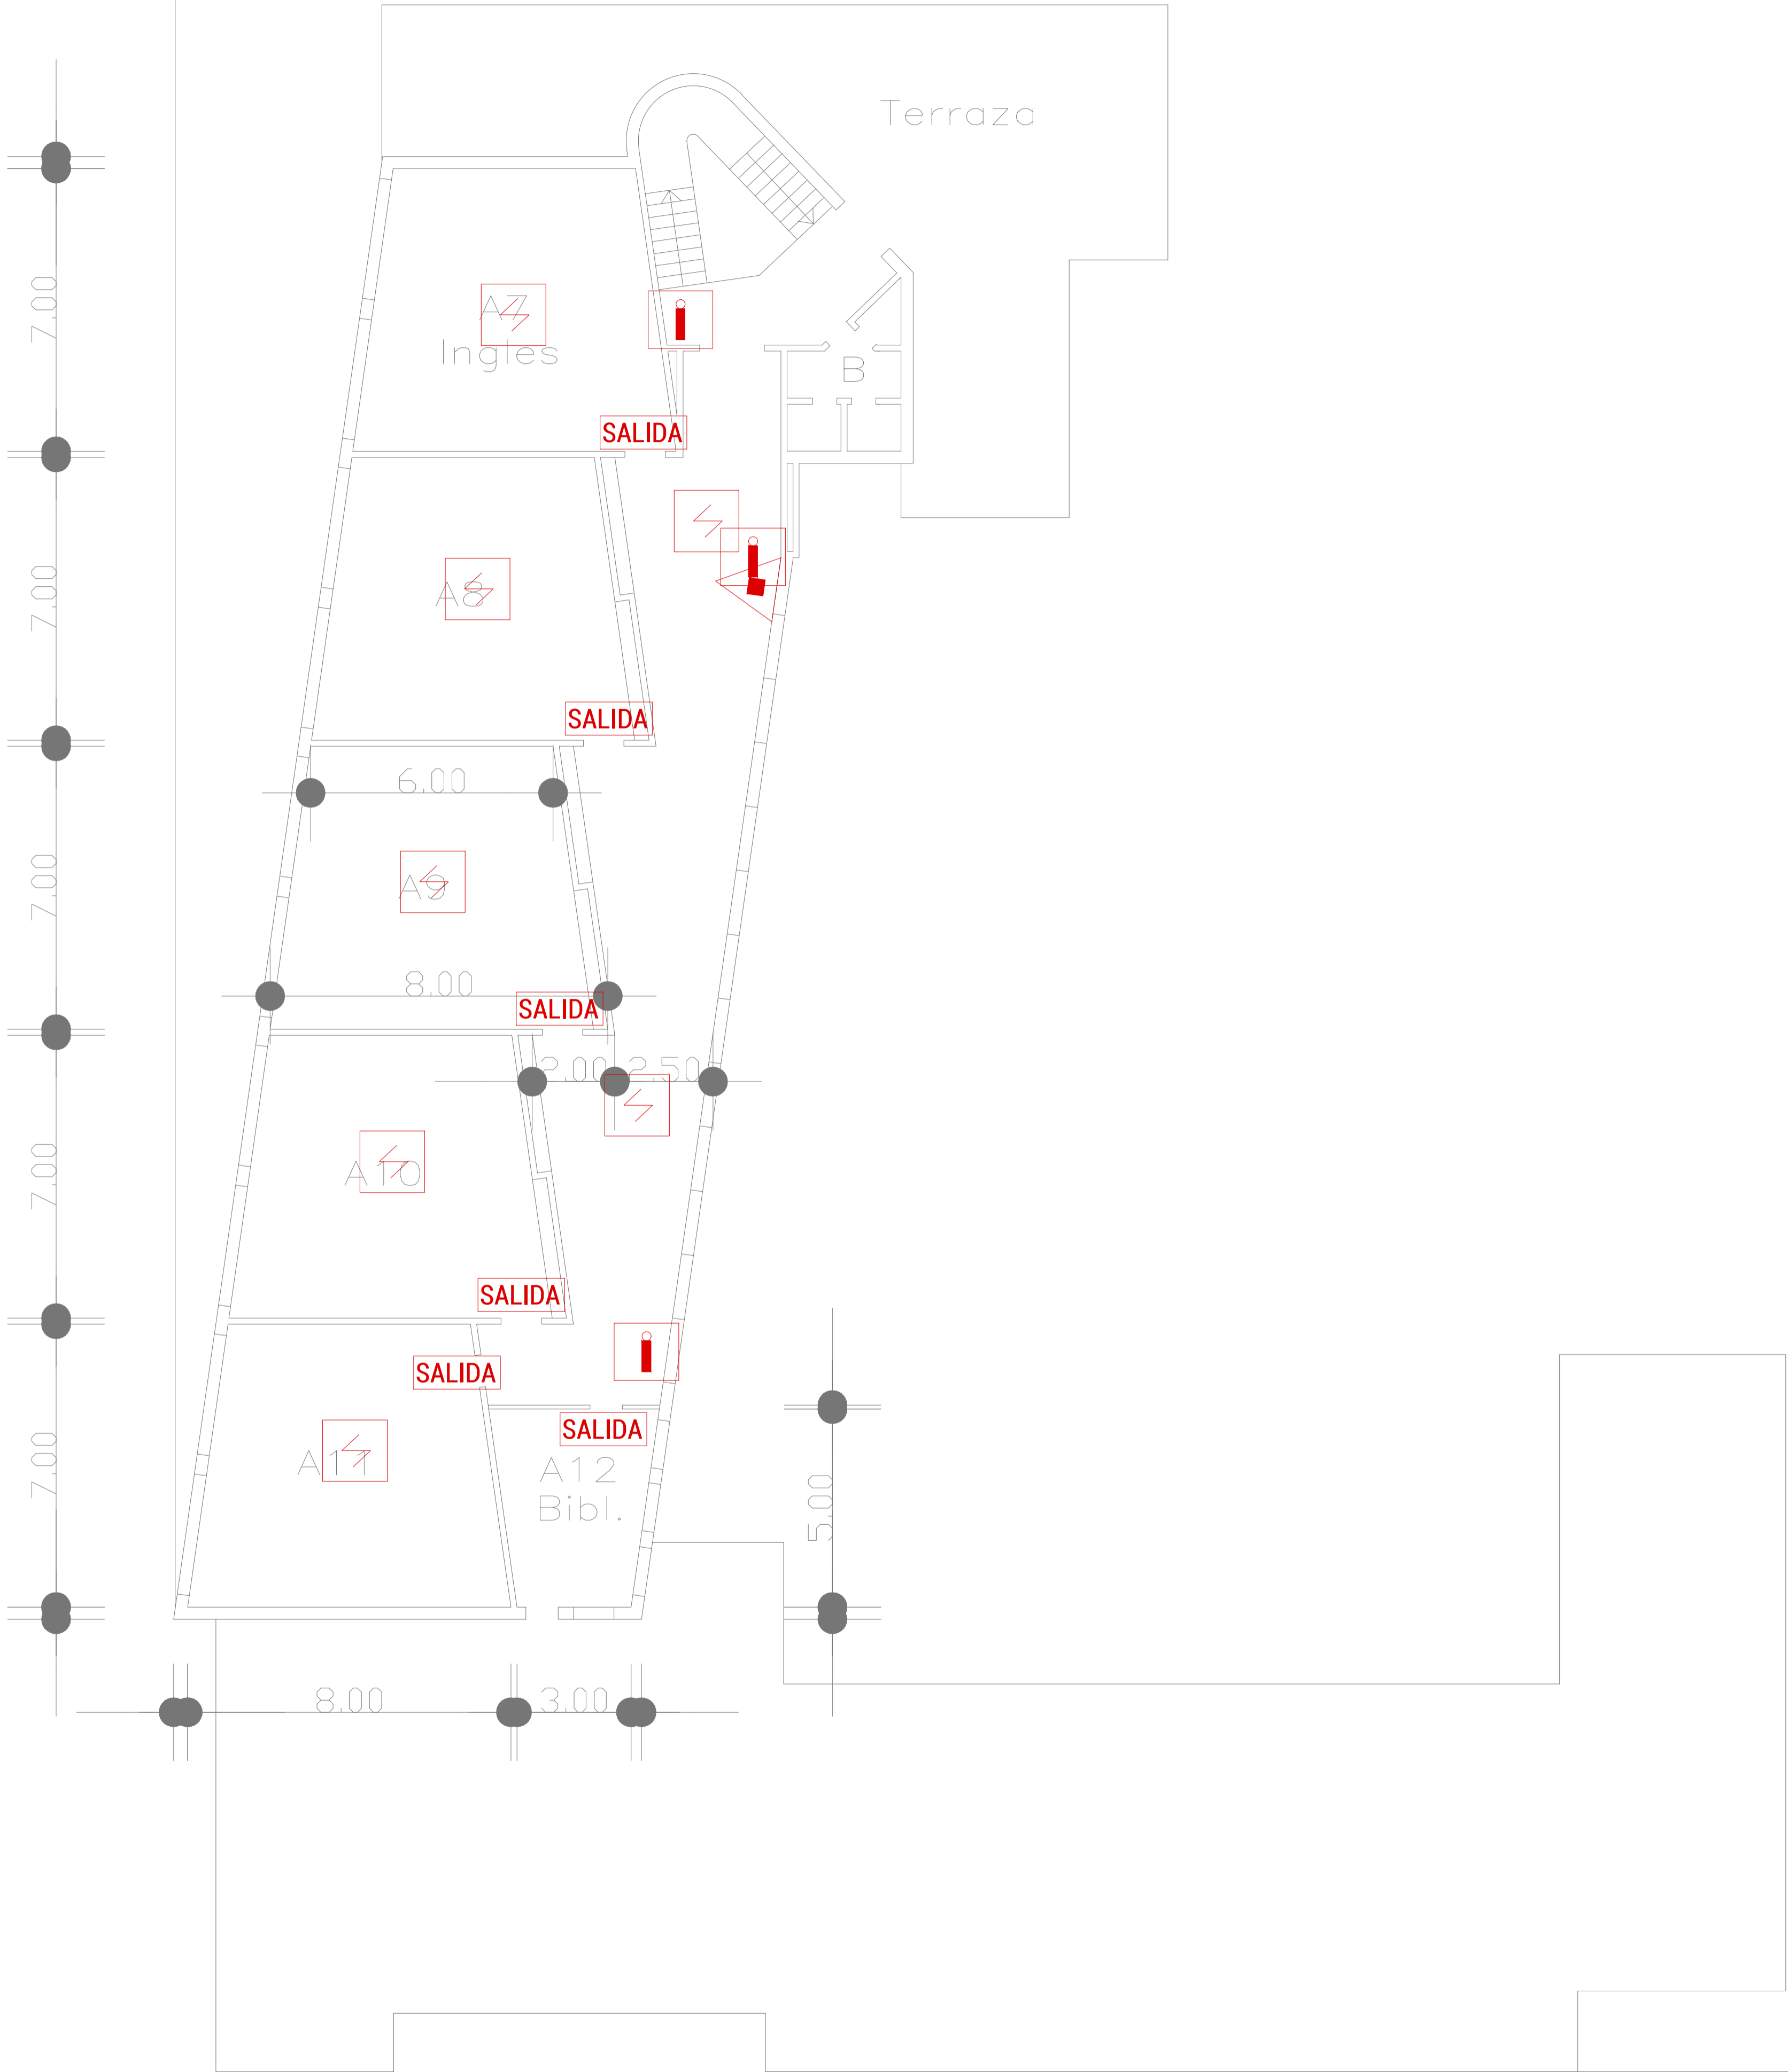 Terraza
7.00
A7
Ingles
B
SALIDA
7.00
A8
SALIDA
6.00
7.00
A9
8.00
SALIDA
2.00
2.50
7.00
A10
SALIDA
SALIDA
7.00
A11
SALIDA
A12
Bibl.
5.00
8.00
3.00